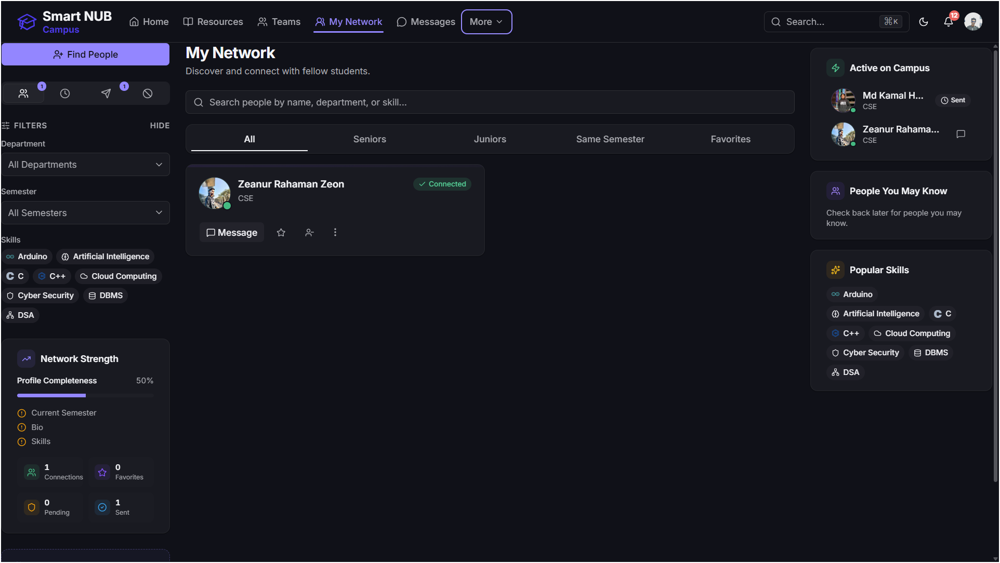 Smart NUB
Campus
Home
Resources
Teams
My Network
Messages
More
Search...
⌘K
12
Find People
1
1
FILTERS
HIDE
Department
All Departments
Semester
All Semesters
Skills
Arduino
Artificial Intelligence
C C
C++
Cloud Computing
Cyber Security
DBMS
DSA
Network Strength
Profile Completeness
50%
Current Semester
Bio
Skills
1
Connections
0
Favorites
0
Pending
1
Sent
My Network
Discover and connect with fellow students.
Search people by name, department, or skill...
All
Seniors
Juniors
Same Semester
Favorites
Zeanur Rahaman Zeon
CSE
Connected
Message
Active on Campus
Md Kamal H...
CSE
Sent
Zeanur Rahama...
CSE
People You May Know
Check back later for people you may
know.
Popular Skills
Arduino
Artificial Intelligence
C C
C++
Cloud Computing
Cyber Security
DBMS
DSA